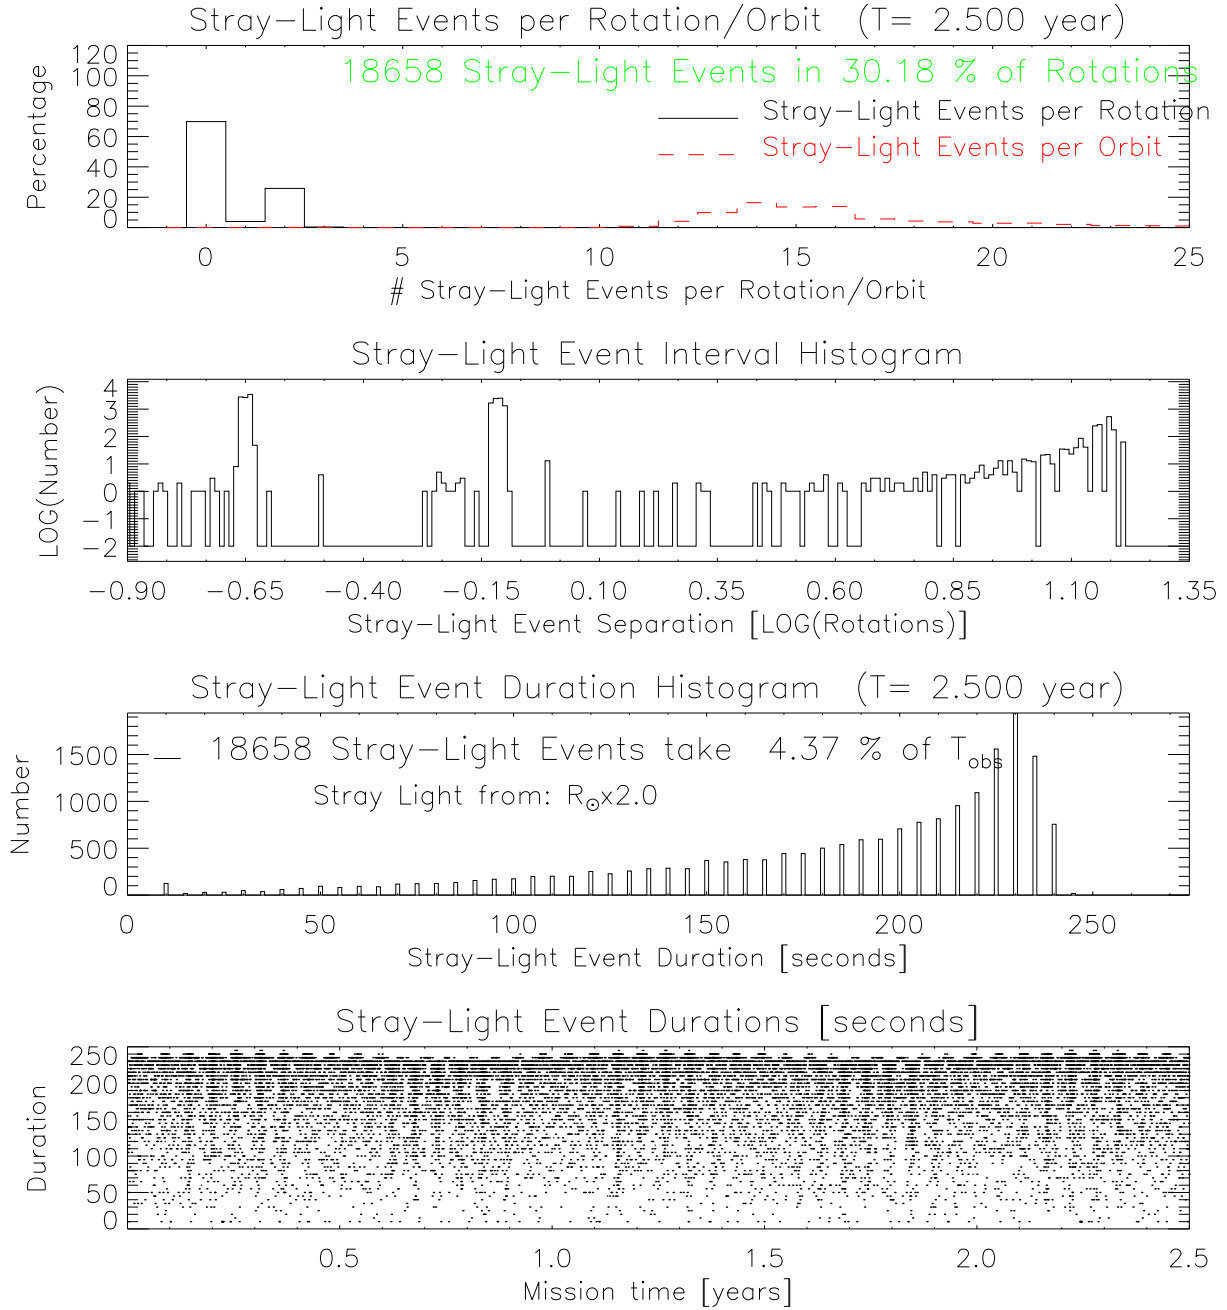 Stray-Light Events per Rotation/Orbit (T= 2.500 year)
18658 Stray-Light Events in 30.18 % of Rotations
Stray-Light Events per Rotation
Stray-Light Events per Orbit
Percentage
120
100
80
60
40
20
0
0 5 10 15 20 25
# Stray-Light Events per Rotation/Orbit
Stray-Light Event Interval Histogram
LOG(Number)
4
3
2
1
0
-1
-2
-0.90 -0.65 -0.40 -0.15 0.10 0.35 0.60 0.85 1.10 1.35
Stray-Light Event Separation [LOG(Rotations)]
Stray-Light Event Duration Histogram (T= 2.500 year)
18658 Stray-Light Events take 4.37 % of Tobs
Stray Light from: R☉x2.0
Number
1500
1000
500
0
0 50 100 150 200 250
Stray-Light Event Duration [seconds]
Stray-Light Event Durations [seconds]
Duration
250
200
150
100
50
0
0.5 1.0 1.5 2.0 2.5
Mission time [years]